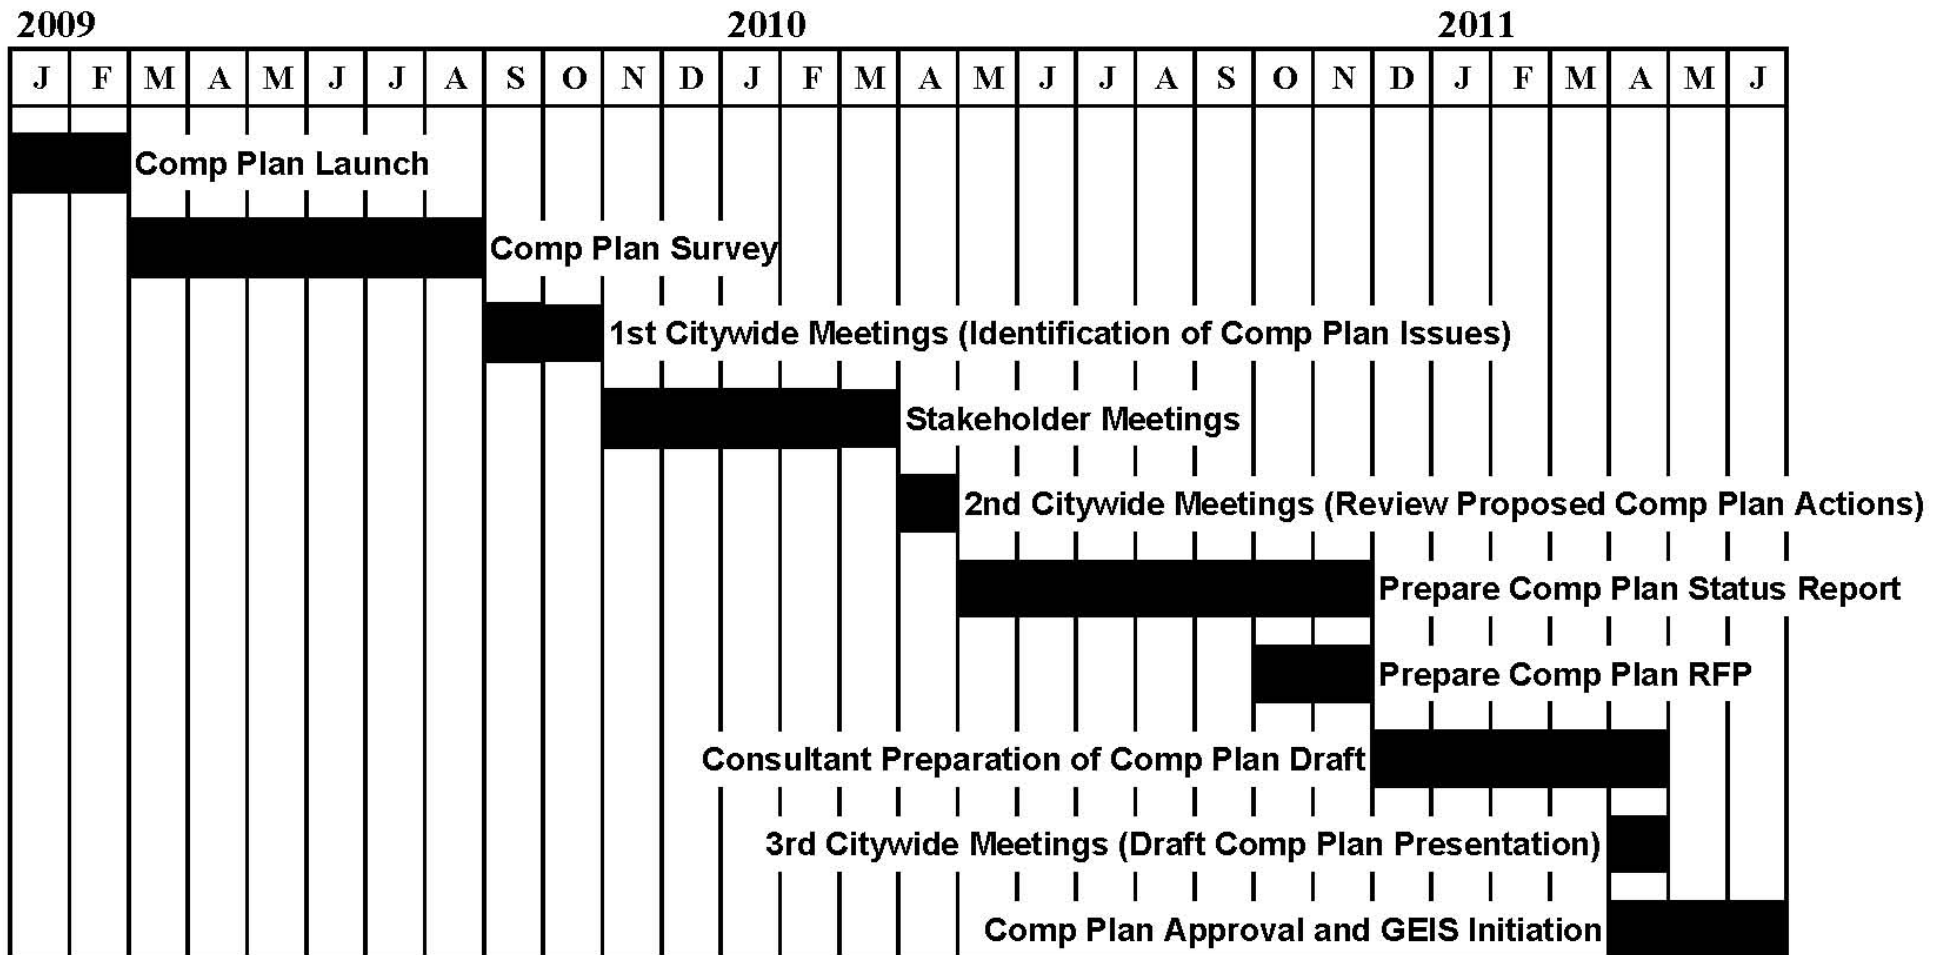 2009 2010 2011
J F M A M J J A S O N D J F M A M J J A S O N D J F M A M J
Comp Plan Launch
Comp Plan Survey
1st Citywide Meetings (Identification of Comp Plan Issues)
Stakeholder Meetings
2nd Citywide Meetings (Review Proposed Comp Plan Actions)
Prepare Comp Plan Status Report
Prepare Comp Plan RFP
Consultant Preparation of Comp Plan Draft
3rd Citywide Meetings (Draft Comp Plan Presentation)
Comp Plan Approval and GEIS Initiation